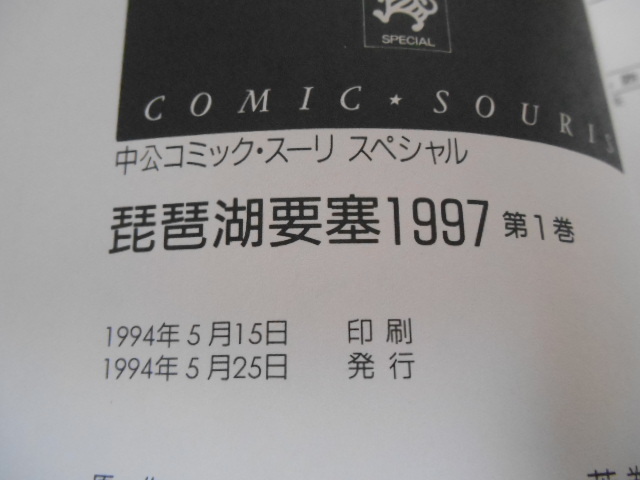 SPECIAL
COMIC★SOURIS
中公コミック・スーリ スペシャル
琵琶湖要塞1997 第1巻
1994年5月15日 印刷
1994年5月25日 発行